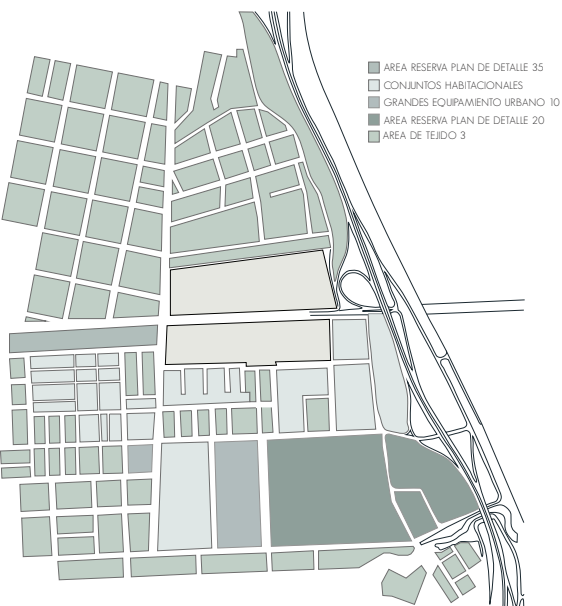 AREA RESERVA PLAN DE DETALLE 35
CONJUNTOS HABITACIONALES
GRANDES EQUIPAMIENTO URBANO 10
AREA RESERVA PLAN DE DETALLE 20
AREA DE TEJIDO 3